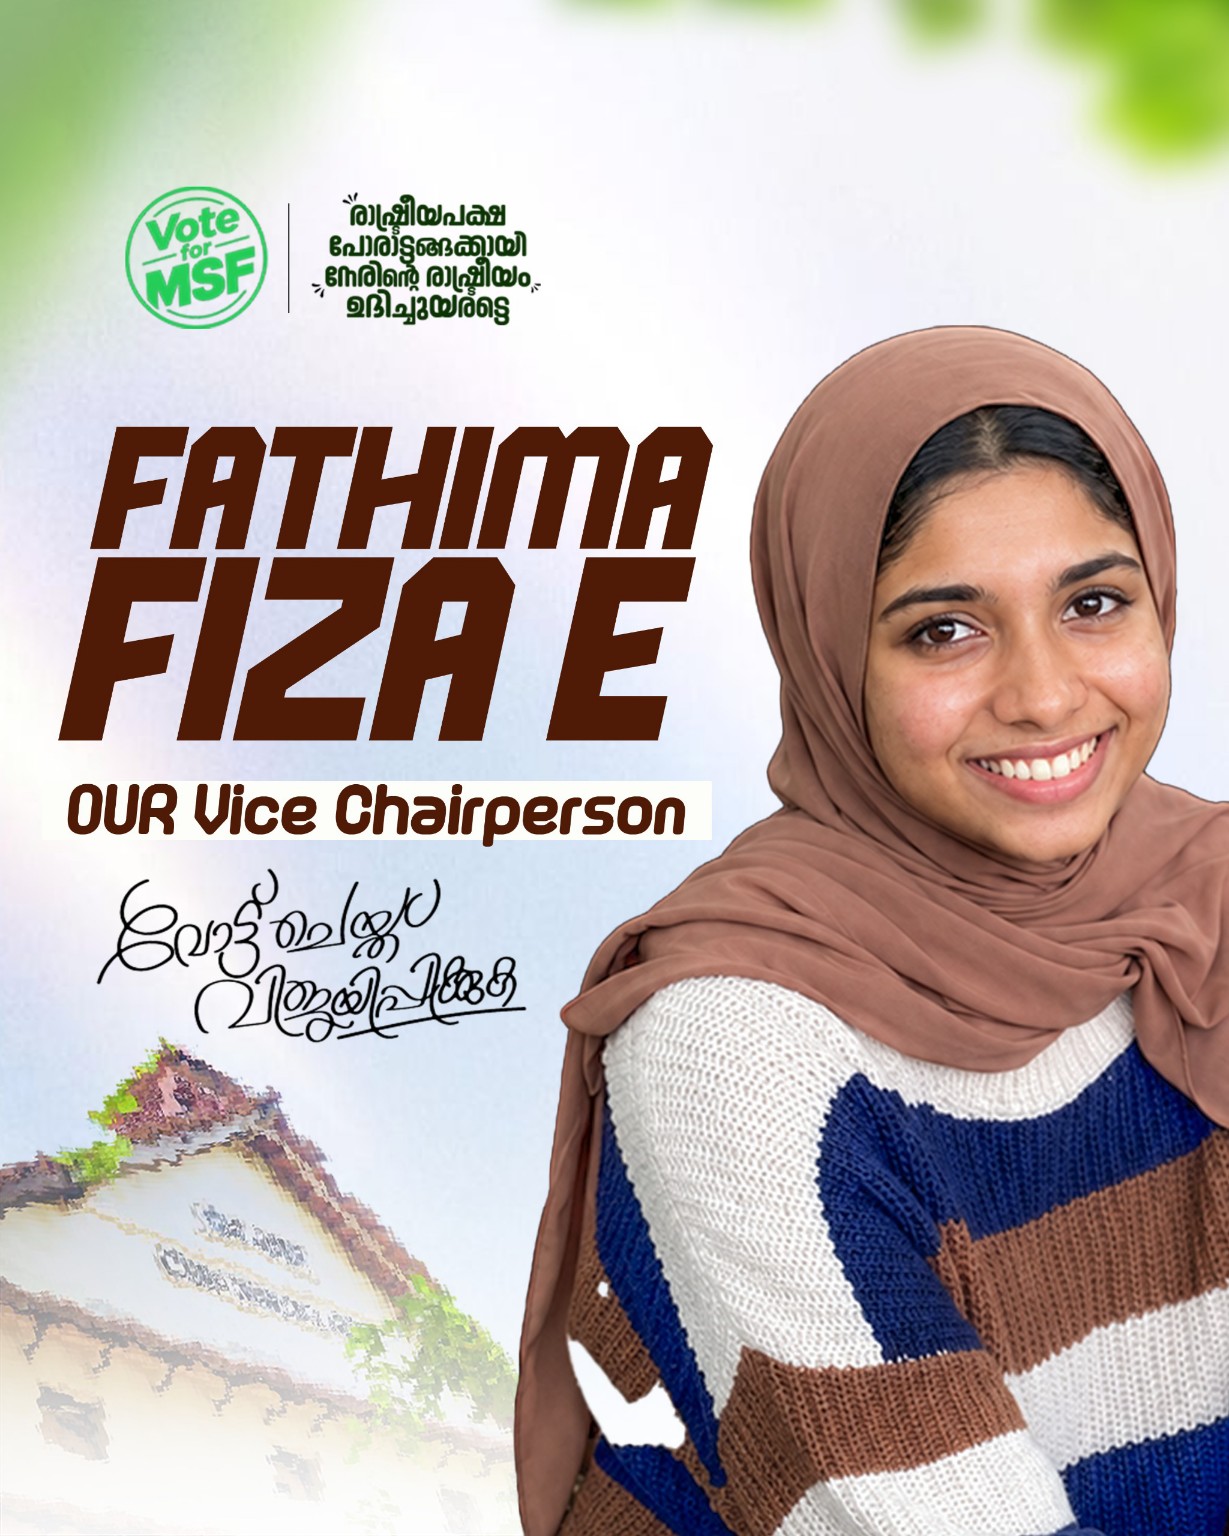 Vote
for
MSF
രാഷ്ട്രീയപക്ഷ
പോരാട്ടങ്ങൾക്കായി
നേരിന്റെ രാഷ്ട്രീയം
ഉദിച്ചുയരട്ടെ
FATHIMA
FIZA E
OUR Vice Chairperson
വോട്ട് ചെയ്തു
വിജയിപ്പിക്കുക